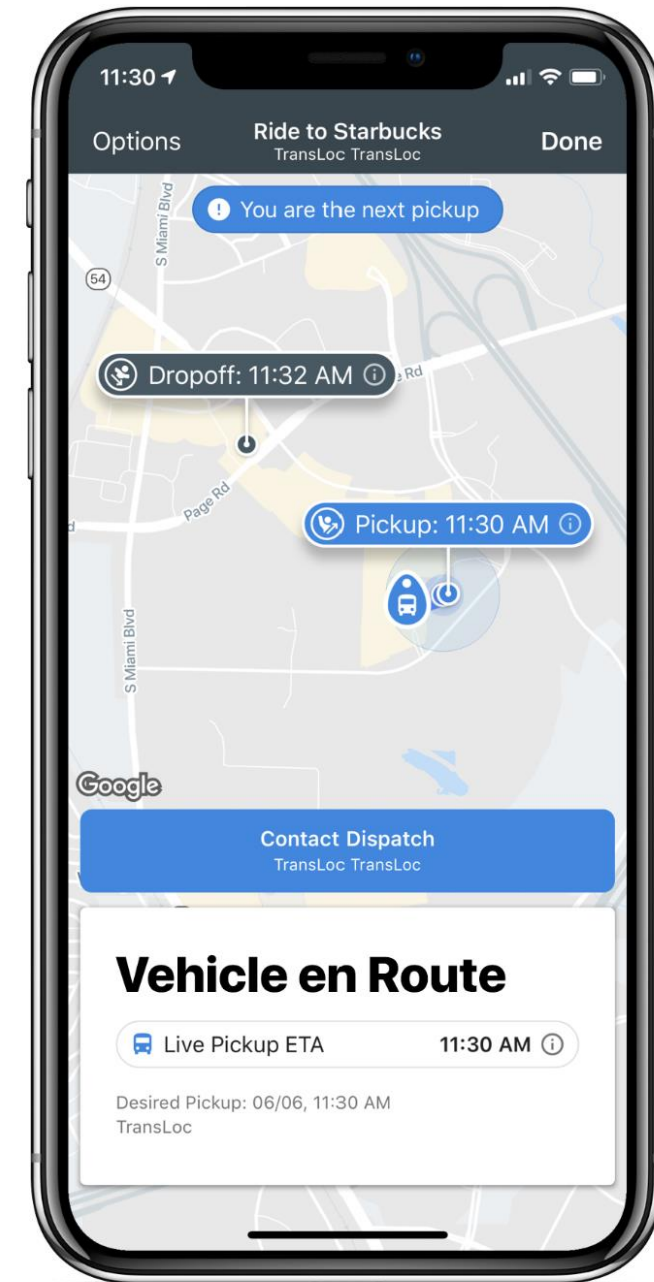 11:30
Options
Ride to Starbucks
TransLoc TransLoc
Done
You are the next pickup
S Miami Blvd
54
Dropoff: 11:32 AM
Rd
Page Rd
Pickup: 11:30 AM
S Miami Blvd
Google
Contact Dispatch
TransLoc TransLoc
Vehicle en Route
Live Pickup ETA 11:30 AM
Desired Pickup: 06/06, 11:30 AM
TransLoc